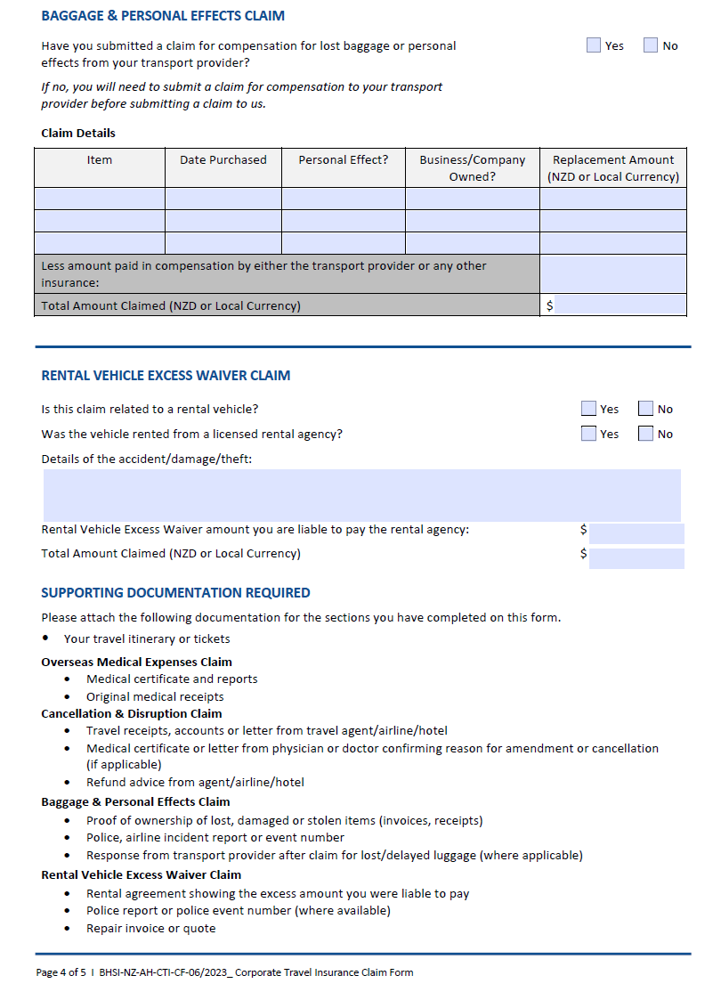 BAGGAGE & PERSONAL EFFECTS CLAIM
Have you submitted a claim for compensation for lost baggage or personal
effects from your transport provider?
Yes No
If no, you will need to submit a claim for compensation to your transport
provider before submitting a claim to us.
Claim Details
Item Date Purchased Personal Effect? Business/Company Owned? Replacement Amount (NZD or Local Currency)
Less amount paid in compensation by either the transport provider or any other
insurance:
Total Amount Claimed (NZD or Local Currency) $
RENTAL VEHICLE EXCESS WAIVER CLAIM
Is this claim related to a rental vehicle? Yes No
Was the vehicle rented from a licensed rental agency? Yes No
Details of the accident/damage/theft:
Rental Vehicle Excess Waiver amount you are liable to pay the rental agency: $
Total Amount Claimed (NZD or Local Currency) $
SUPPORTING DOCUMENTATION REQUIRED
Please attach the following documentation for the sections you have completed on this form.
• Your travel itinerary or tickets
Overseas Medical Expenses Claim
• Medical certificate and reports
• Original medical receipts
Cancellation & Disruption Claim
• Travel receipts, accounts or letter from travel agent/airline/hotel
• Medical certificate or letter from physician or doctor confirming reason for amendment or cancellation
(if applicable)
• Refund advice from agent/airline/hotel
Baggage & Personal Effects Claim
• Proof of ownership of lost, damaged or stolen items (invoices, receipts)
• Police, airline incident report or event number
• Response from transport provider after claim for lost/delayed luggage (where applicable)
Rental Vehicle Excess Waiver Claim
• Rental agreement showing the excess amount you were liable to pay
• Police report or police event number (where available)
• Repair invoice or quote
Page 4 of 5 I BHSI-NZ-AH-CTI-CF-06/2023_ Corporate Travel Insurance Claim Form